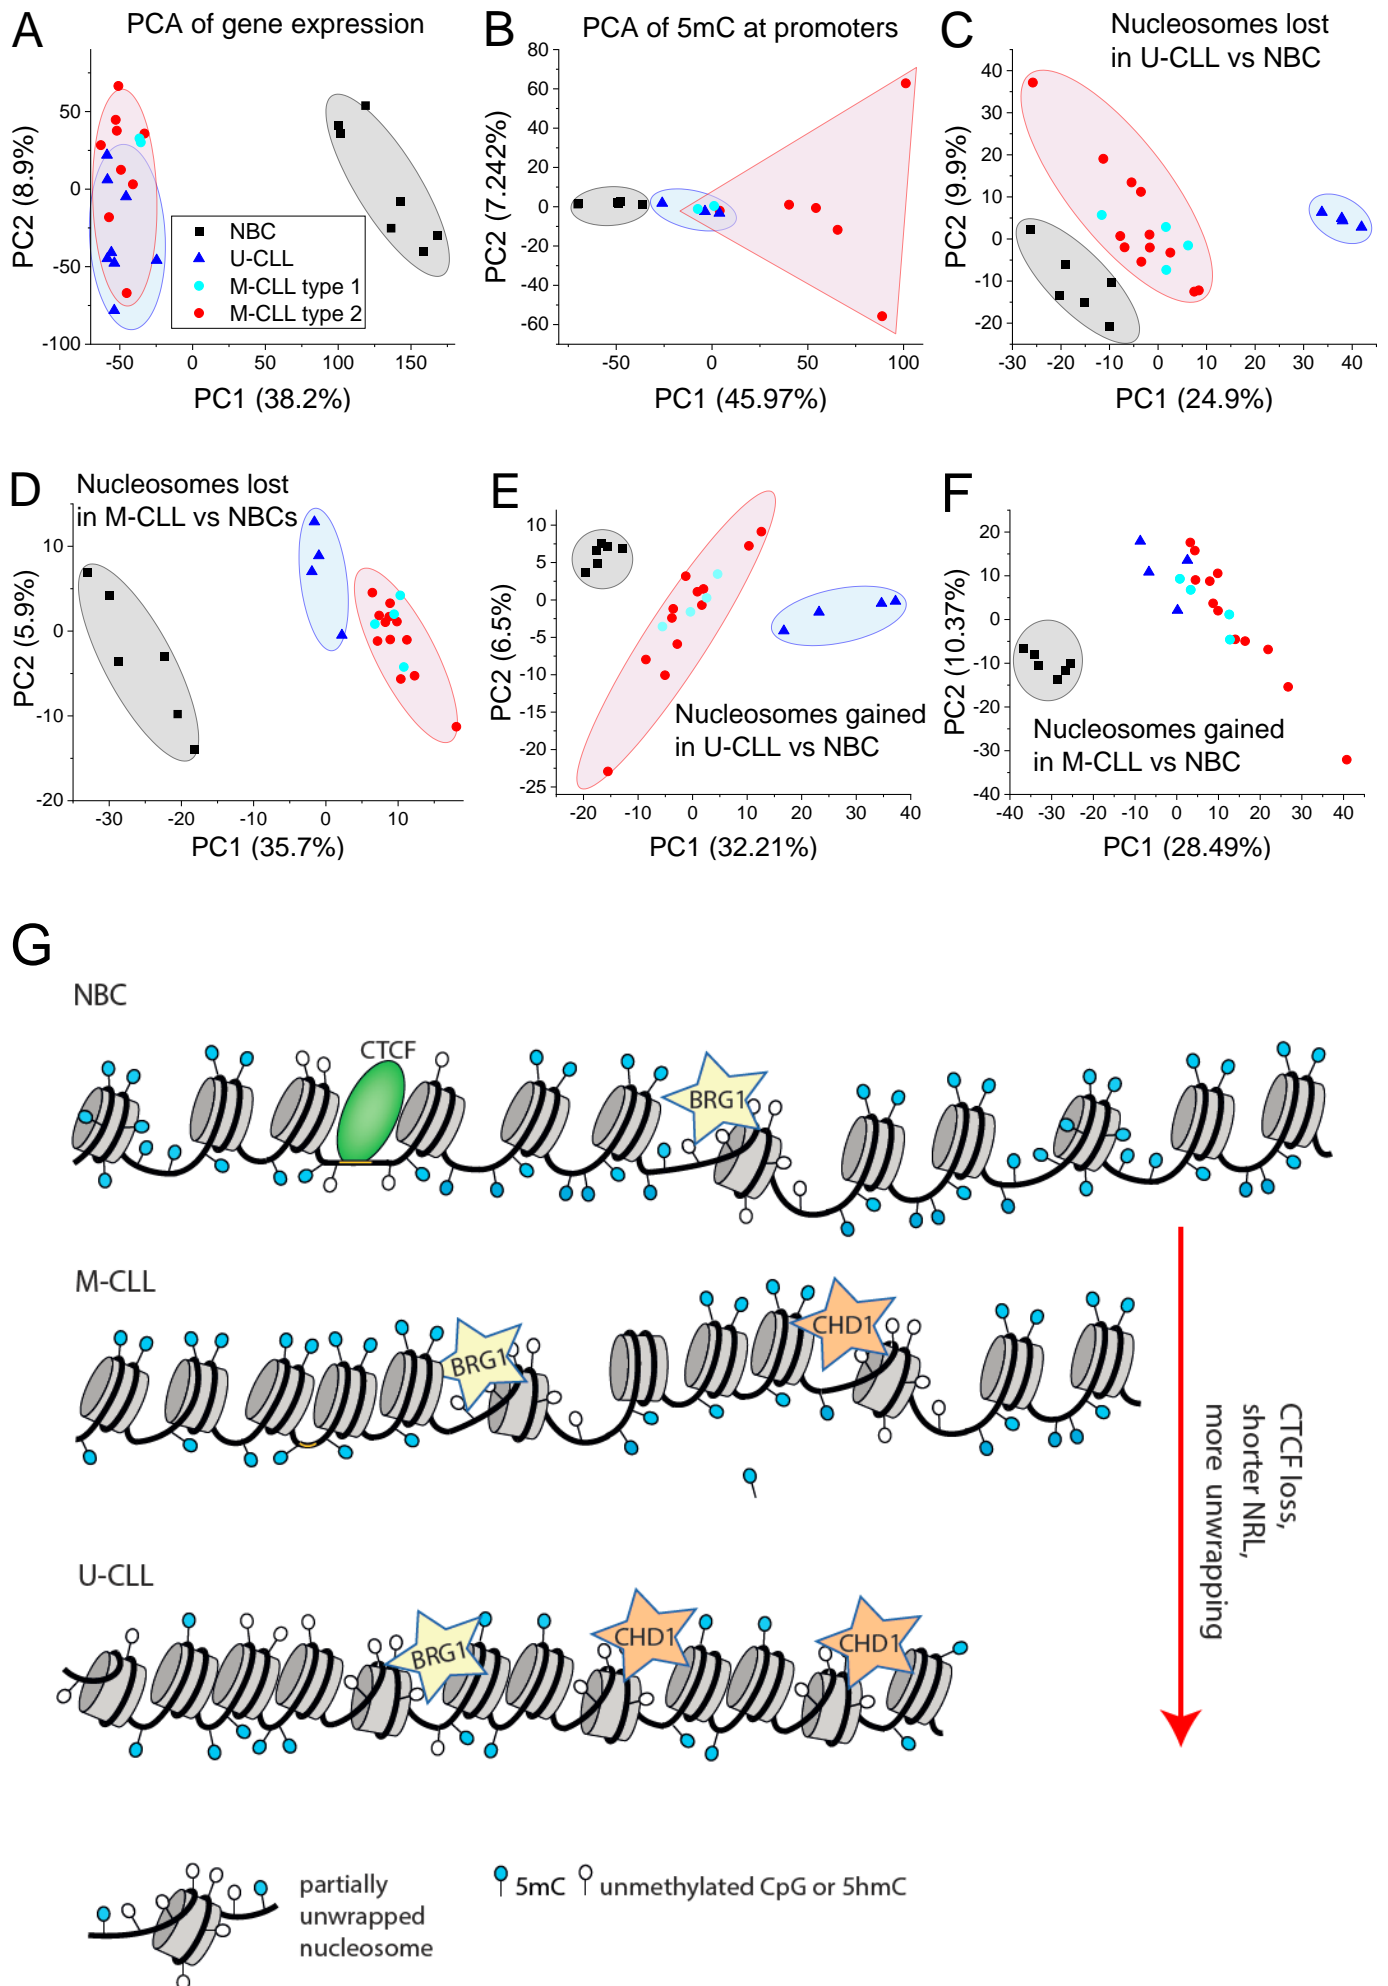 A
PCA of gene expression
PC2 (8.9%)
50
0
-50
-100
-50
0
50
100
150
PC1 (38.2%)
NBC
U-CLL
M-CLL type 1
M-CLL type 2
B
PCA of 5mC at promoters
PC2 (7.242%)
80
60
40
20
0
-20
-40
-60
-50
0
50
100
PC1 (45.97%)
C
Nucleosomes lost
in U-CLL vs NBC
PC2 (9.9%)
40
30
20
10
0
-10
-20
-30
-20
-10
0
10
20
30
40
PC1 (24.9%)
D
Nucleosomes lost
in M-CLL vs NBCs
PC2 (5.9%)
10
0
-10
-20
-30
-20
-10
0
10
PC1 (35.7%)
E
PC2 (6.5%)
10
5
0
-5
-10
-15
-20
-25
Nucleosomes gained
in U-CLL vs NBC
-20
-10
0
10
20
30
40
PC1 (32.21%)
F
PC2 (10.37%)
20
10
0
-10
-20
-30
-40
Nucleosomes gained
in M-CLL vs NBC
-40
-30
-20
-10
0
10
20
30
40
PC1 (28.49%)
G
NBC
CTCF
BRG1
M-CLL
BRG1
CHD1
CTCF loss,
shorter NRL,
more unwrapping
U-CLL
BRG1
CHD1
CHD1
partially
unwrapped
nucleosome
5mC
unmethylated CpG or 5hmC